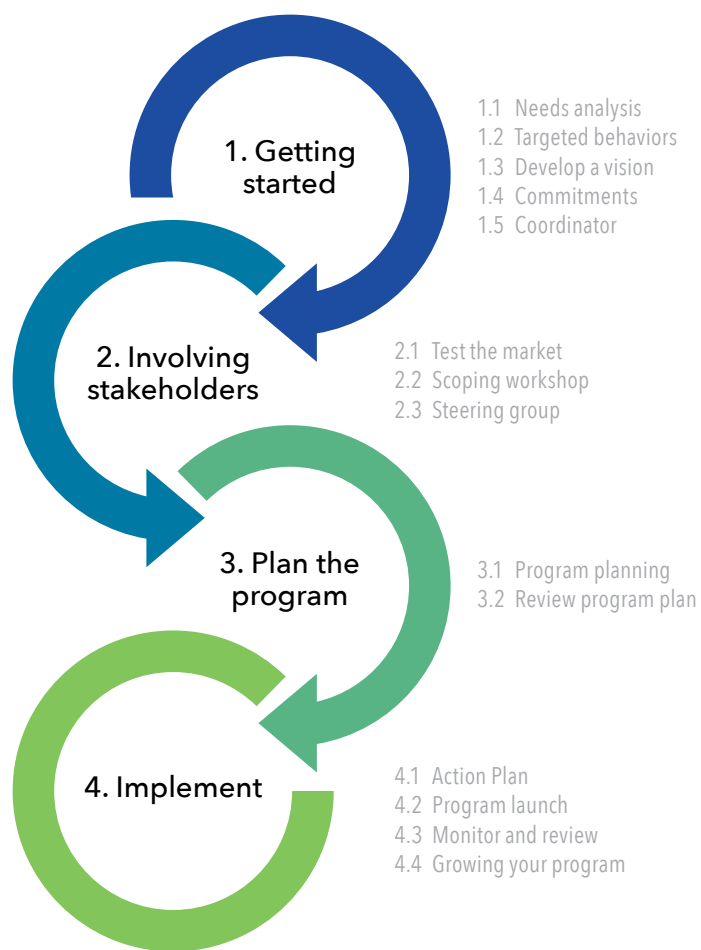 1. Getting
started
1.1 Needs analysis
1.2 Targeted behaviors
1.3 Develop a vision
1.4 Commitments
1.5 Coordinator
2. Involving
stakeholders
2.1 Test the market
2.2 Scoping workshop
2.3 Steering group
3. Plan the
program
3.1 Program planning
3.2 Review program plan
4. Implement
4.1 Action Plan
4.2 Program launch
4.3 Monitor and review
4.4 Growing your program